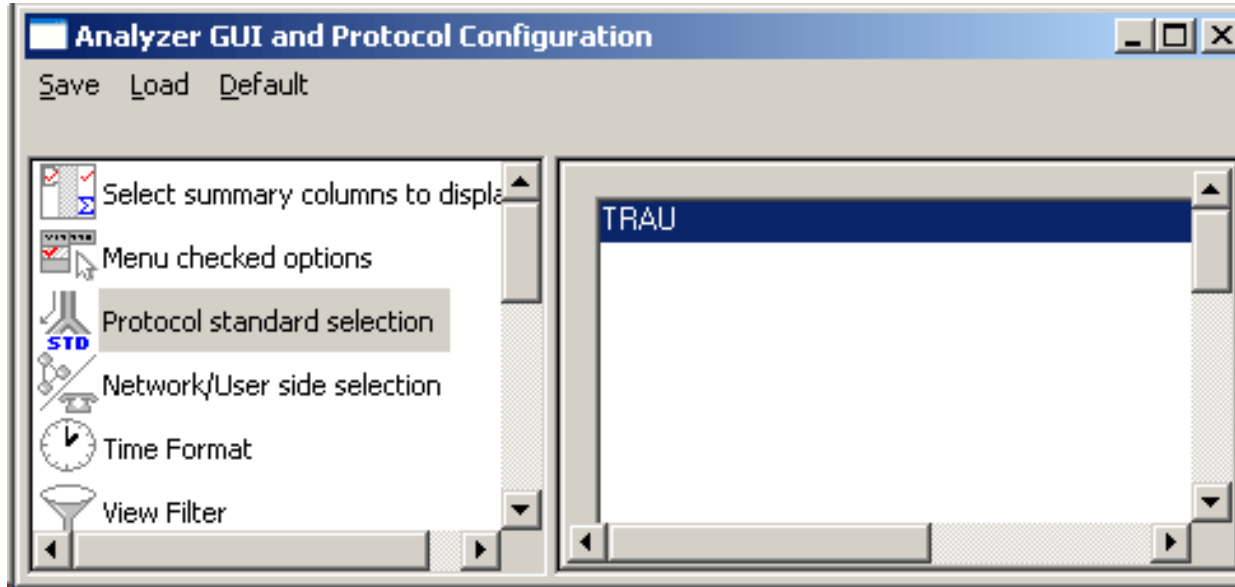 Analyzer GUI and Protocol Configuration
Save Load Default
Select summary columns to displa
Menu checked options
STD
Protocol standard selection
Network/User side selection
Time Format
View Filter
TRAU